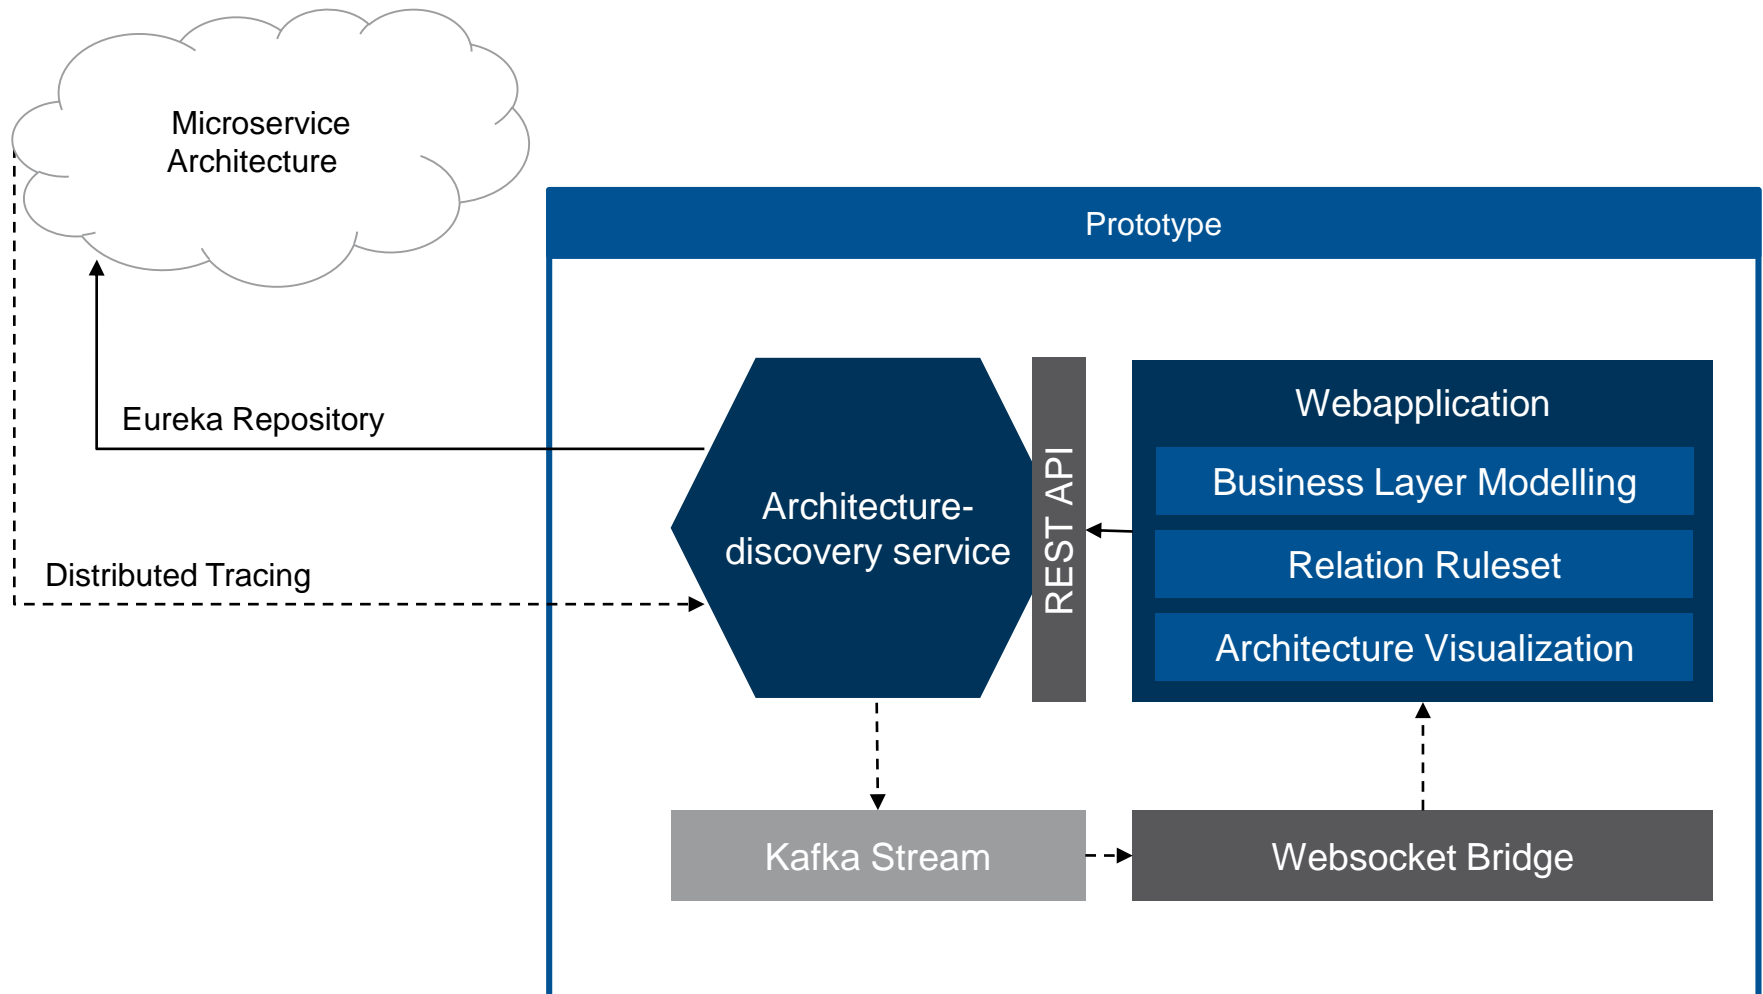 Microservice
Architecture
Prototype
Eureka Repository
Distributed Tracing
Architecture-
discovery service
REST API
Webapplication
Business Layer Modelling
Relation Ruleset
Architecture Visualization
Kafka Stream
Websocket Bridge